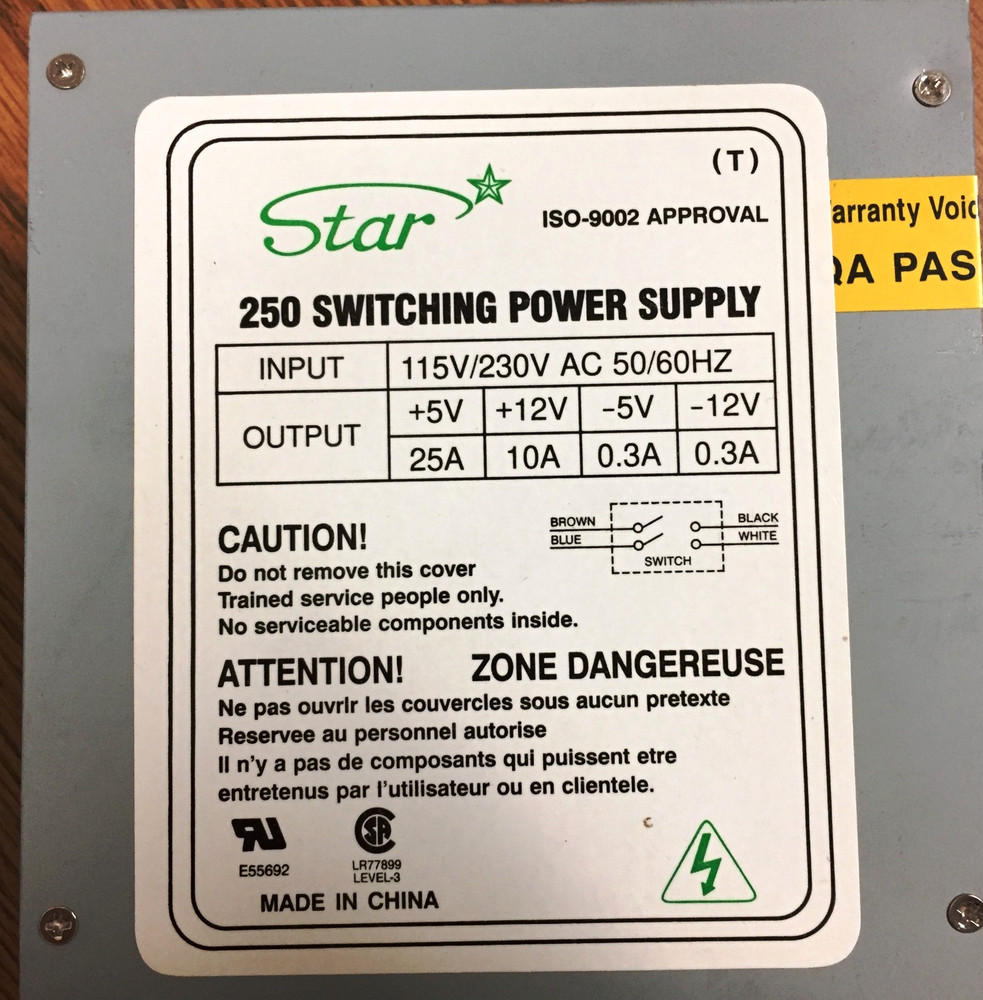 (T)
Star
ISO-9002 APPROVAL
Void
250 SWITCHING POWER SUPPLY
INPUT 115V/230V AC 50/60HZ
OUTPUT +5V +12V -5V -12V
25A 10A 0.3A 0.3A
BROWN BLACK
BLUE WHITE
SWITCH
CAUTION!
Do not remove this cover
Trained service people only.
No serviceable components inside.
ATTENTION! ZONE DANGEREUSE
Ne pas ouvrir les couvercles sous aucun pretexte
Reservee au personnel autorise
Il n'y a pas de composants qui puissent etre
entretenus par l'utilisateur ou en clientele.
E55692
LR77899
LEVEL-3
MADE IN CHINA